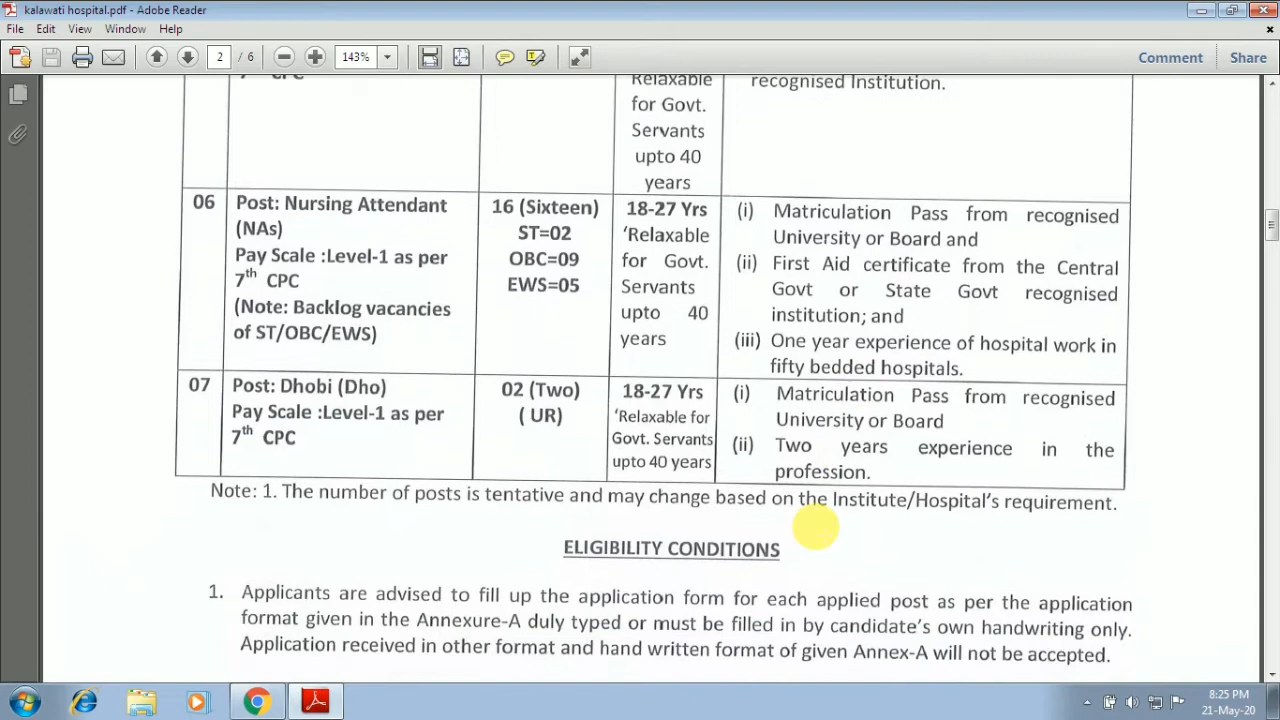 kalawati hospital.pdf - Adobe Reader
File Edit View Window Help
2 / 6 143% Comment Share
7th CPC
Relaxable
for Govt.
Servants
upto 40
years
recognised Institution.
06
Post: Nursing Attendant
(NAs)
Pay Scale :Level-1 as per
7th CPC
(Note: Backlog vacancies
of ST/OBC/EWS)
16 (Sixteen)
ST=02
OBC=09
EWS=05
18-27 Yrs
‘Relaxable
for Govt.
Servants
upto 40
years
(i) Matriculation Pass from recognised
University or Board and
(ii) First Aid certificate from the Central
Govt or State Govt recognised
institution; and
(iii) One year experience of hospital work in
fifty bedded hospitals.
07
Post: Dhobi (Dho)
Pay Scale :Level-1 as per
7th CPC
02 (Two)
( UR)
18-27 Yrs
‘Relaxable for
Govt. Servants
upto 40 years
(i) Matriculation Pass from recognised
University or Board
(ii) Two years experience in the
profession.
Note: 1. The number of posts is tentative and may change based on the Institute/Hospital’s requirement.
ELIGIBILITY CONDITIONS
1. Applicants are advised to fill up the application form for each applied post as per the application
format given in the Annexure-A duly typed or must be filled in by candidate’s own handwriting only.
Application received in other format and hand written format of given Annex-A will not be accepted.
8:25 PM
21-May-20